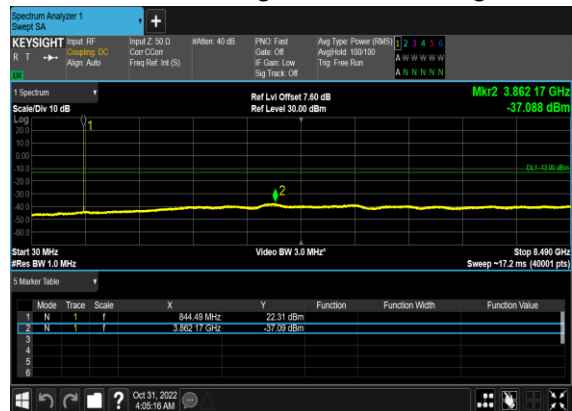 Spectrum Analyzer 1
Swept SA
+
KEYSIGHT Input: RF Input Z: 50 Ω #Atten: 40 dB PNO: Fast Avg Type: Power (RMS) 1 2 3 4 5 6
R T Coupling: DC Corr CCorr Gate: Off Avg|Hold: 100/100 A W W W W W
Align: Auto Freq Ref: Int (S) IF Gain: Low Trig: Free Run
LXI Sig Track: Off A N N N N N
1 Spectrum Ref Lvl Offset 7.60 dB Mkr2 3.862 17 GHz
Scale/Div 10 dB Ref Level 30.00 dBm -37.088 dBm
Log
20.0 1
10.0
0.00
-10.0 DL1 -13.00 dBm
-20.0
-30.0 2
-40.0
-50.0
-60.0
Start 30 MHz Video BW 3.0 MHz* Stop 8.490 GHz
#Res BW 1.0 MHz Sweep ~17.2 ms (40001 pts)
5 Marker Table
Mode Trace Scale X Y Function Function Width Function Value
1 N 1 f 844.49 MHz 22.31 dBm
2 N 1 f 3.862 17 GHz -37.09 dBm
3
4
5
6
? Oct 31, 2022
4:05:16 AM